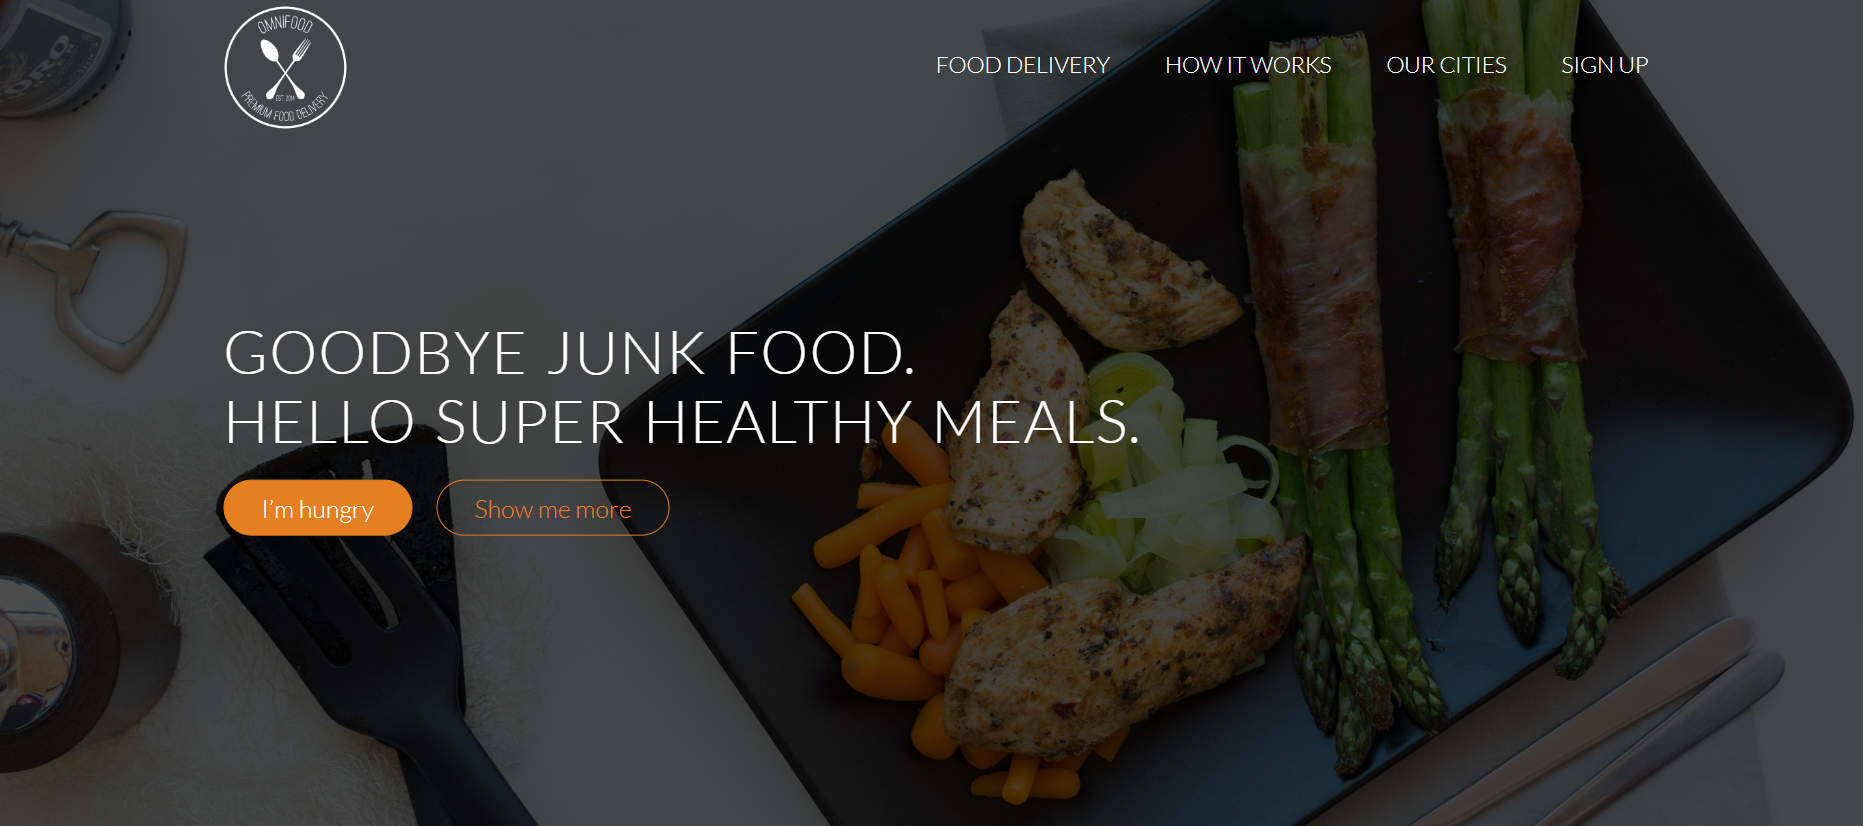 OMNIFOOD
EST 2014
PREMIUM FOOD DELIVERY
FOOD DELIVERY
HOW IT WORKS
OUR CITIES
SIGN UP
GOODBYE JUNK FOOD.
HELLO SUPER HEALTHY MEALS.
I'm hungry
Show me more